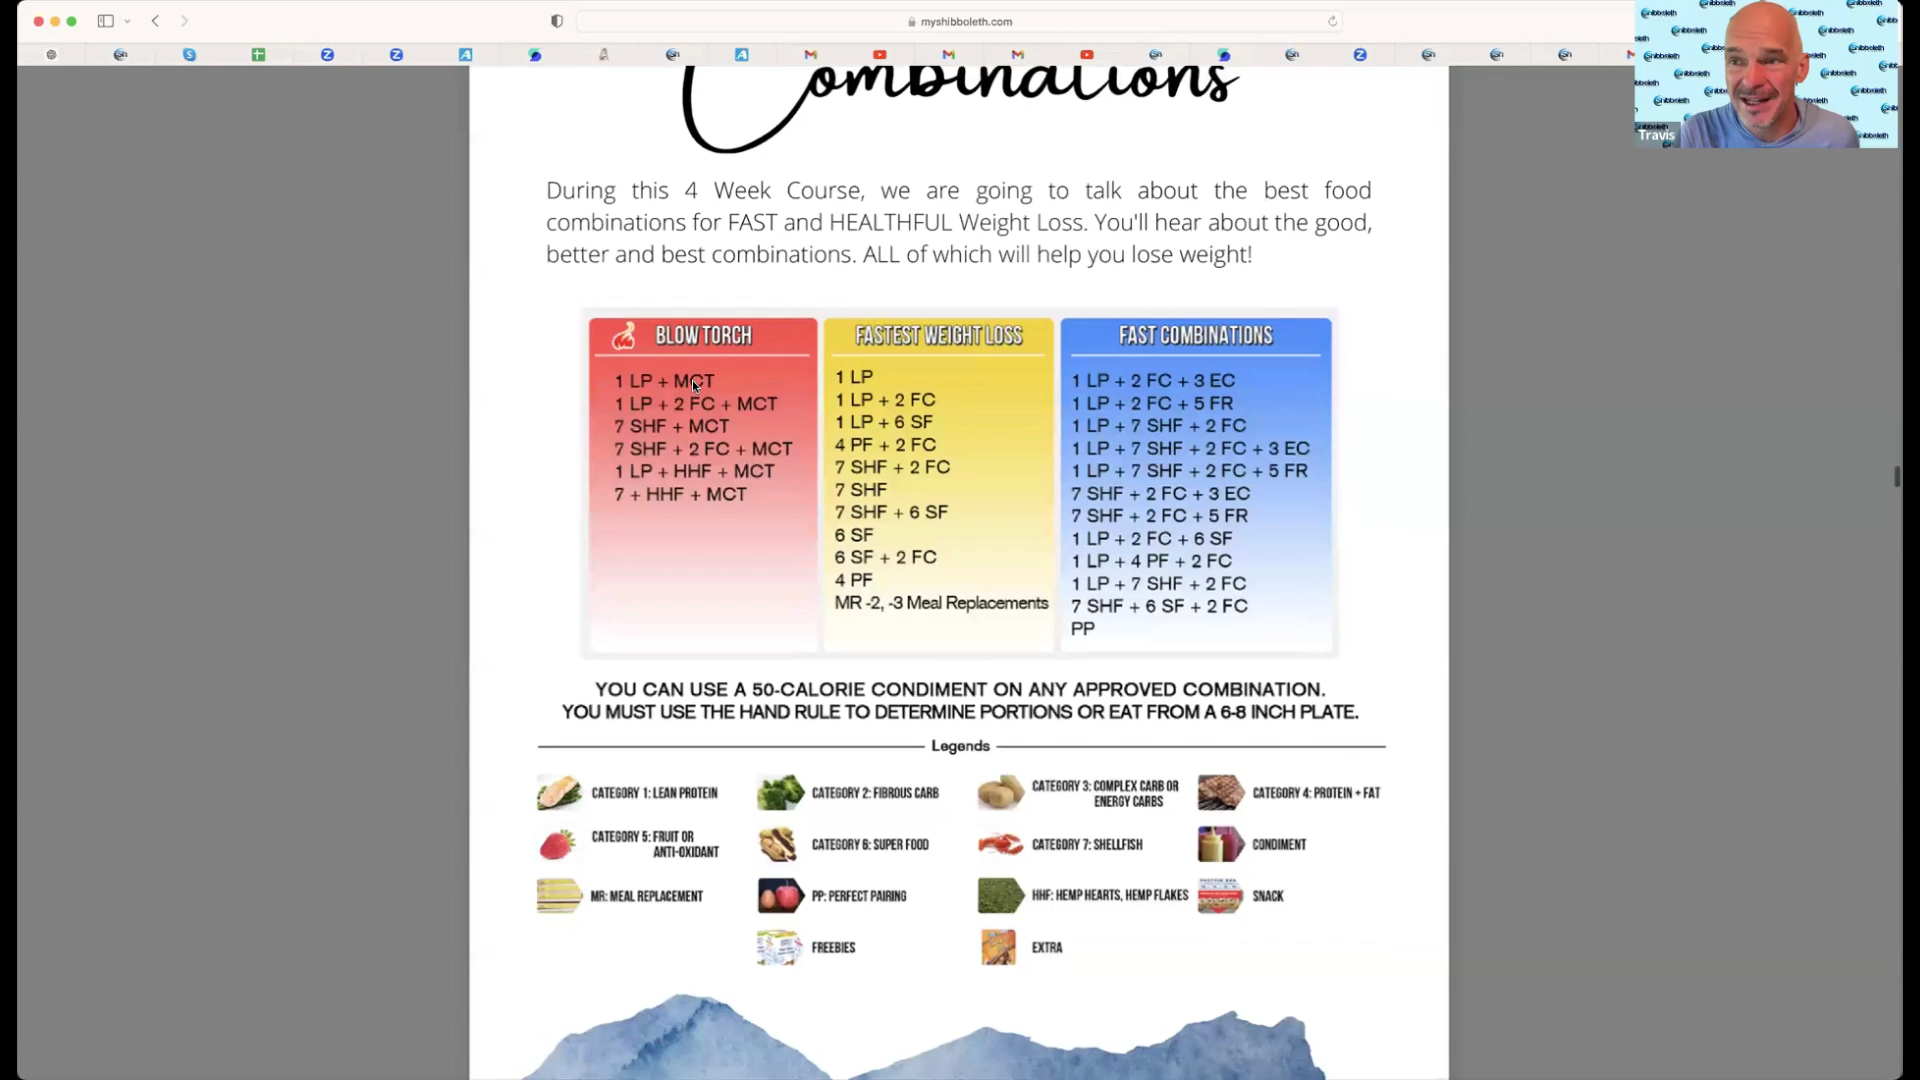 myshibboleth.com
Combinations
During this 4 Week Course, we are going to talk about the best food
combinations for FAST and HEALTHFUL Weight Loss. You'll hear about the good,
better and best combinations. ALL of which will help you lose weight!
BLOW TORCH
1 LP + MCT
1 LP + 2 FC + MCT
7 SHF + MCT
7 SHF + 2 FC + MCT
1 LP + HHF + MCT
7 + HHF + MCT
FASTEST WEIGHT LOSS
1 LP
1 LP + 2 FC
1 LP + 6 SF
4 PF + 2 FC
7 SHF + 2 FC
7 SHF
7 SHF + 6 SF
6 SF
6 SF + 2 FC
4 PF
MR -2, -3 Meal Replacements
FAST COMBINATIONS
1 LP + 2 FC + 3 EC
1 LP + 2 FC + 5 FR
1 LP + 7 SHF + 2 FC
1 LP + 7 SHF + 2 FC + 3 EC
1 LP + 7 SHF + 2 FC + 5 FR
7 SHF + 2 FC + 3 EC
7 SHF + 2 FC + 5 FR
1 LP + 2 FC + 6 SF
1 LP + 4 PF + 2 FC
1 LP + 7 SHF + 2 FC
7 SHF + 6 SF + 2 FC
PP
YOU CAN USE A 50-CALORIE CONDIMENT ON ANY APPROVED COMBINATION.
YOU MUST USE THE HAND RULE TO DETERMINE PORTIONS OR EAT FROM A 6-8 INCH PLATE.
Legends
CATEGORY 1: LEAN PROTEIN
CATEGORY 2: FIBROUS CARB
CATEGORY 3: COMPLEX CARB OR
ENERGY CARBS
CATEGORY 4: PROTEIN + FAT
CATEGORY 5: FRUIT OR
ANTI-OXIDANT
CATEGORY 6: SUPER FOOD
CATEGORY 7: SHELLFISH
CONDIMENT
MR: MEAL REPLACEMENT
PP: PERFECT PAIRING
HHF: HEMP HEARTS, HEMP FLAKES
SNACK
FREEBIES
EXTRA
Travis